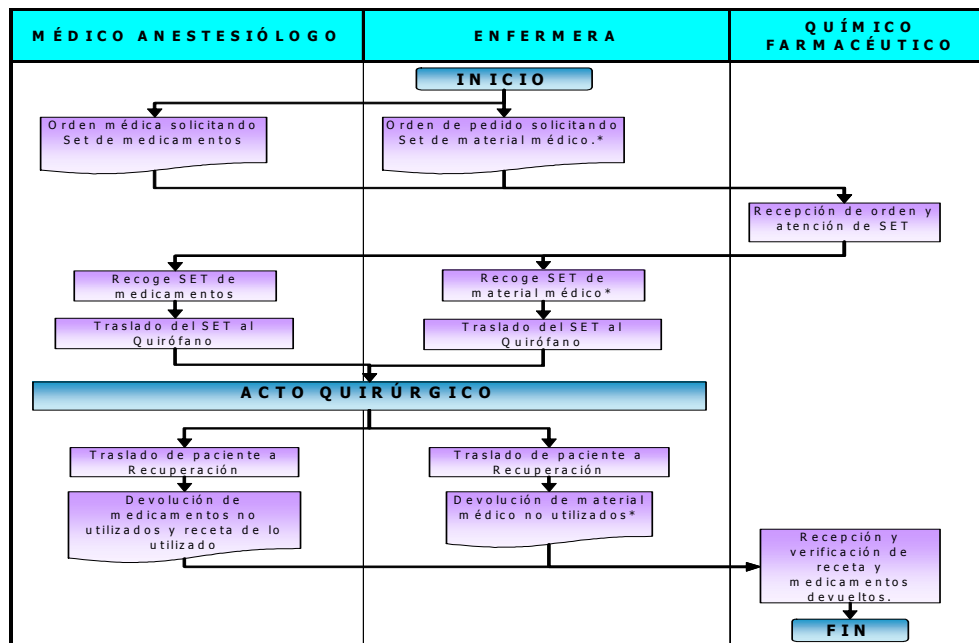 MÉDICO ANESTESIÓLOGO
ENFERMERA
QUÍMICO
FARMACÉUTICO
INICIO
Orden médica solicitando
Set de medicamentos
Orden de pedido solicitando
Set de material médico.*
Recepción de orden y
atención de SET
Recoge SET de
medicamentos
Recoge SET de
material médico*
Traslado del SET al
Quirófano
Traslado del SET al
Quirófano
ACTO QUIRÚRGICO
Traslado de paciente a
Recuperación
Traslado de paciente a
Recuperación
Devolución de
medicamentos no
utilizados y receta de lo
utilizado
Devolución de material
médico no utilizados*
Recepción y
verificación de
receta y
medicamentos
devueltos.
FIN